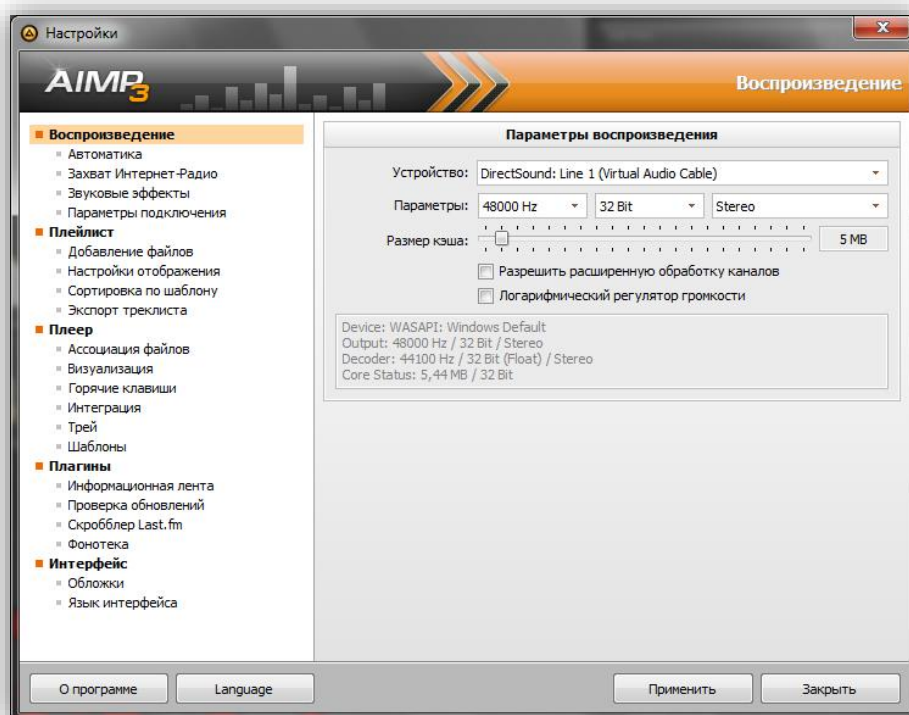 Настройки
AIMP3
Воспроизведение
Воспроизведение
Автоматика
Захват Интернет-Радио
Звуковые эффекты
Параметры подключения
Плейлист
Добавление файлов
Настройки отображения
Сортировка по шаблону
Экспорт треклиста
Плеер
Ассоциация файлов
Визуализация
Горячие клавиши
Интеграция
Трей
Шаблоны
Плагины
Информационная лента
Проверка обновлений
Скробблер Last.fm
Фонотека
Интерфейс
Обложки
Язык интерфейса
Параметры воспроизведения
Устройство: DirectSound: Line 1 (Virtual Audio Cable)
Параметры: 48000 Hz 32 Bit Stereo
Размер кэша: 5 MB
Разрешить расширенную обработку каналов
Логарифмический регулятор громкости
Device: WASAPI: Windows Default
Output: 48000 Hz / 32 Bit / Stereo
Decoder: 44100 Hz / 32 Bit (Float) / Stereo
Core Status: 5,44 MB / 32 Bit
О программе Language Применить Закрыть